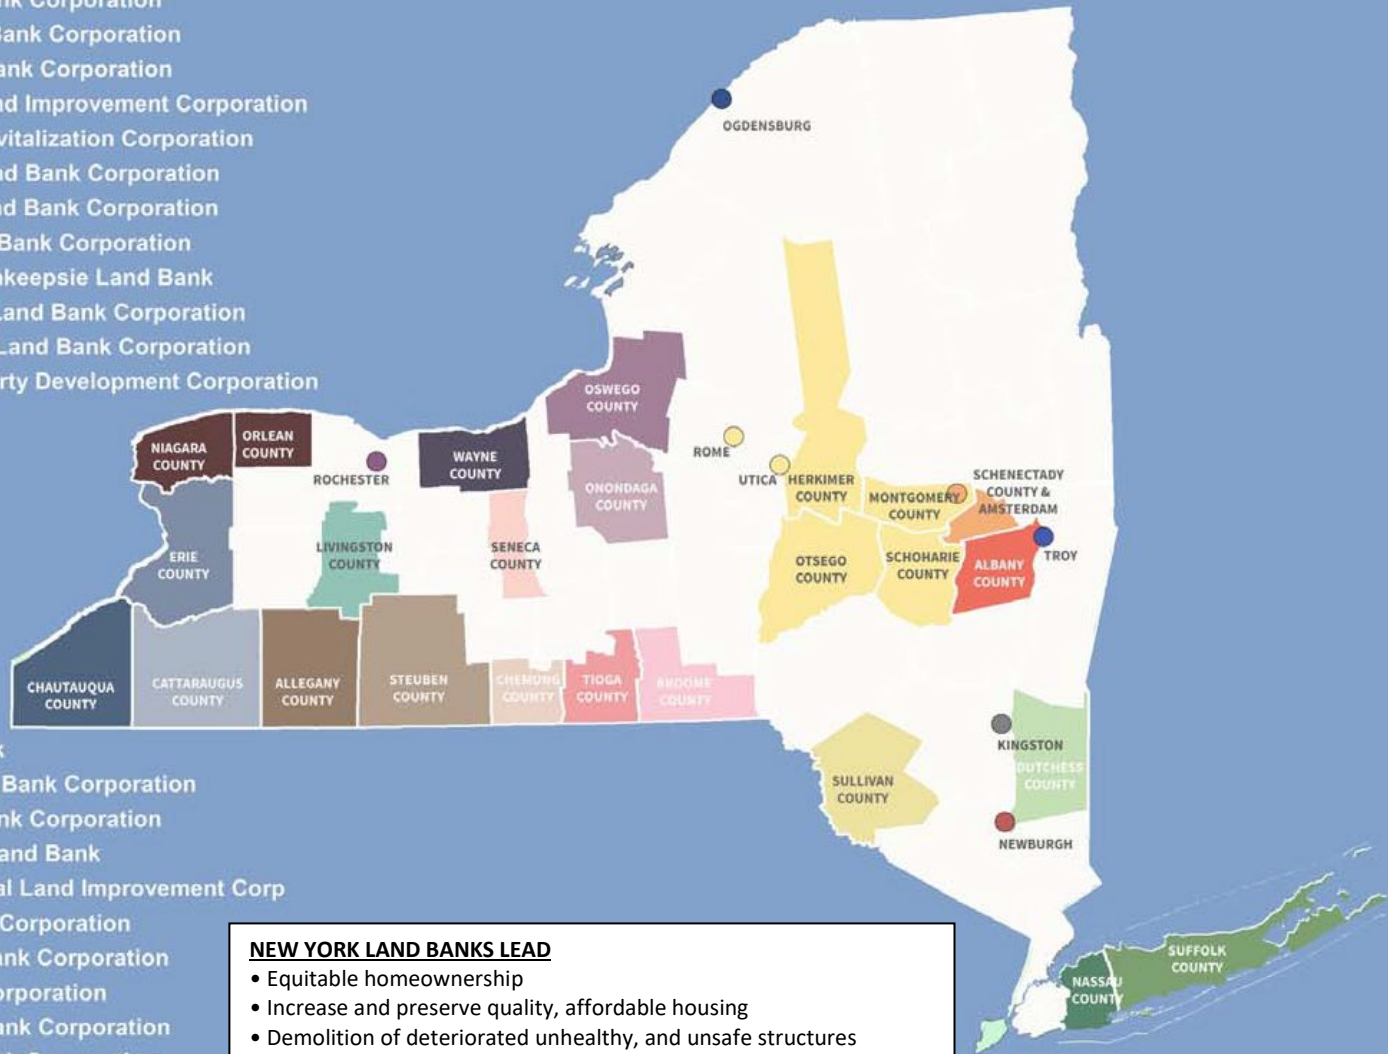 nk Corporation
Bank Corporation
ank Corporation
nd Improvement Corporation
vitalization Corporation
nd Bank Corporation
nd Bank Corporation
Bank Corporation
keepsie Land Bank
Land Bank Corporation
Land Bank Corporation
rty Development Corporation
OGDENSBURG
OSWEGO
COUNTY
NIAGARA
COUNTY
ORLEAN
COUNTY
ROCHESTER
WAYNE
COUNTY
ROME
UTICA
HERKIMER
COUNTY
MONTGOMERY
COUNTY
SCHENECTADY
COUNTY &
AMSTERDAM
ONONDAGA
COUNTY
ERIE
COUNTY
LIVINGSTON
COUNTY
SENECA
COUNTY
OTSEGO
COUNTY
SCHOHARIE
COUNTY
ALBANY
COUNTY
TROY
CHAUTAUQUA
COUNTY
CATTARAUGUS
COUNTY
ALLEGANY
COUNTY
STEUBEN
COUNTY
CHEMUNG
COUNTY
TIOGA
COUNTY
BROOME
COUNTY
KINGSTON
DUTCHESS
COUNTY
SULLIVAN
COUNTY
NEWBURGH
SUFFOLK
COUNTY
NASSAU
COUNTY
k
Bank Corporation
nk Corporation
and Bank
al Land Improvement Corp
Corporation
ank Corporation
orporation
ank Corporation
NEW YORK LAND BANKS LEAD
• Equitable homeownership
• Increase and preserve quality, affordable housing
• Demolition of deteriorated unhealthy, and unsafe structures